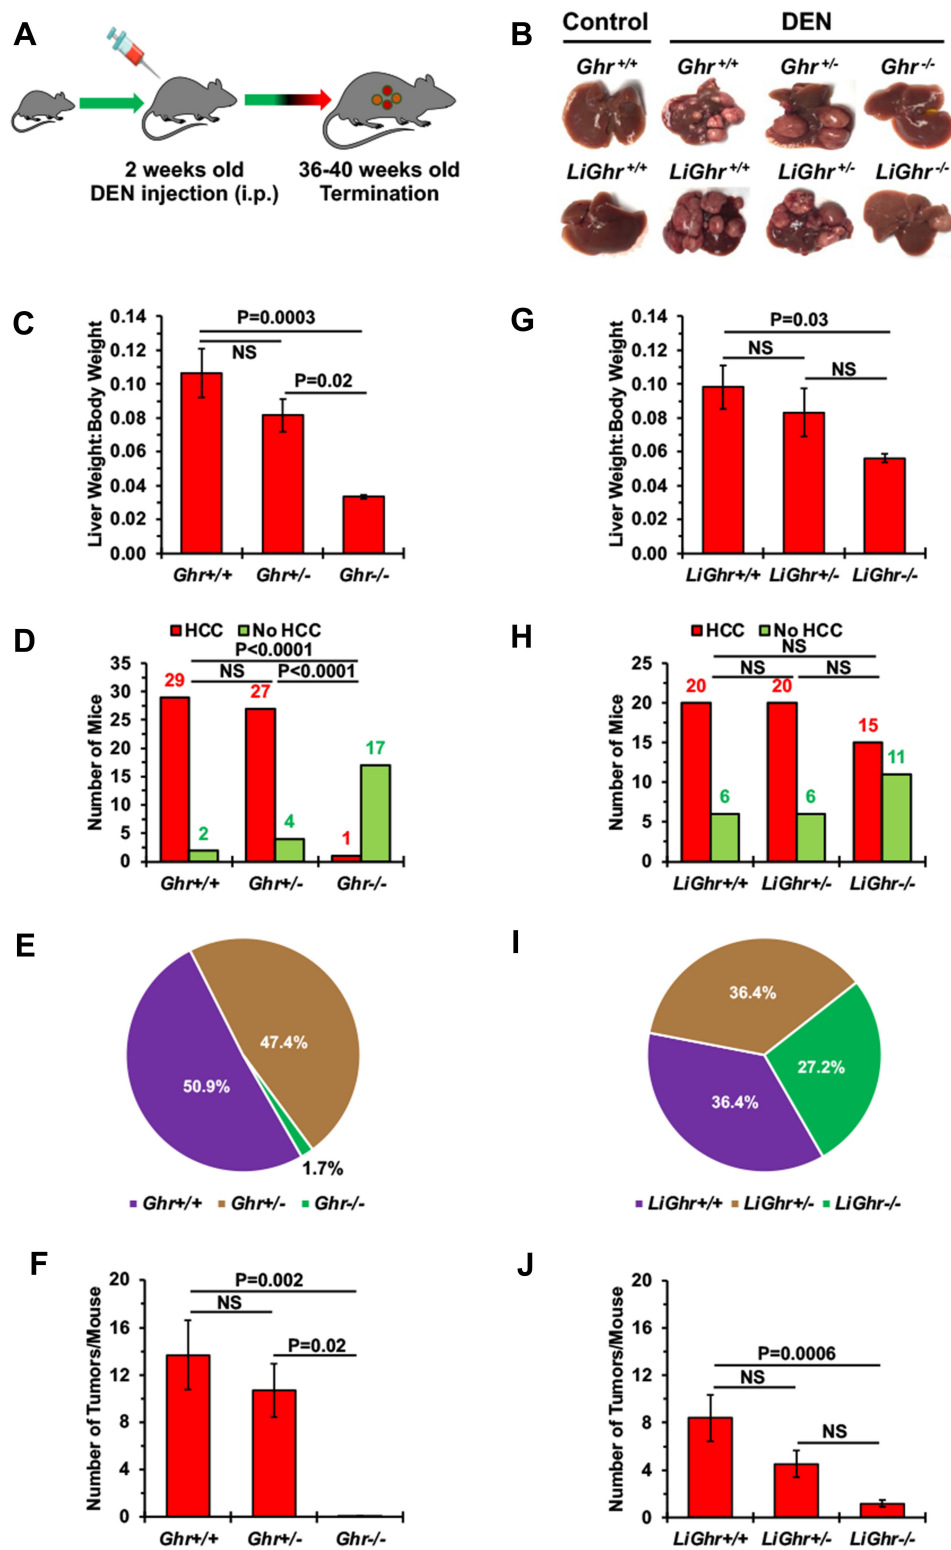 A
2 weeks old
DEN injection (i.p.)
36-40 weeks old
Termination
B
Control
DEN
Ghr+/+
Ghr+/+
Ghr+/-
Ghr-/-
LiGhr+/+
LiGhr+/+
LiGhr+/-
LiGhr-/-
C
Liver Weight:Body Weight
0.14
0.12
0.10
0.08
0.06
0.04
0.02
0.00
P=0.0003
NS
P=0.02
Ghr+/+
Ghr+/-
Ghr-/-
G
Liver Weight:Body Weight
0.14
0.12
0.10
0.08
0.06
0.04
0.02
0.00
P=0.03
NS
NS
LiGhr+/+
LiGhr+/-
LiGhr-/-
D
HCC
No HCC
P<0.0001
NS
P<0.0001
Number of Mice
35
30
25
20
15
10
5
0
29
2
27
4
1
17
Ghr+/+
Ghr+/-
Ghr-/-
H
HCC
No HCC
NS
NS
NS
Number of Mice
25
20
15
10
5
0
20
6
20
6
15
11
LiGhr+/+
LiGhr+/-
LiGhr-/-
E
47.4%
50.9%
1.7%
Ghr+/+
Ghr+/-
Ghr-/-
I
36.4%
27.2%
36.4%
LiGhr+/+
LiGhr+/-
LiGhr-/-
F
Number of Tumors/Mouse
20
16
12
8
4
0
P=0.002
NS
P=0.02
Ghr+/+
Ghr+/-
Ghr-/-
J
Number of Tumors/Mouse
20
16
12
8
4
0
P=0.0006
NS
NS
LiGhr+/+
LiGhr+/-
LiGhr-/-